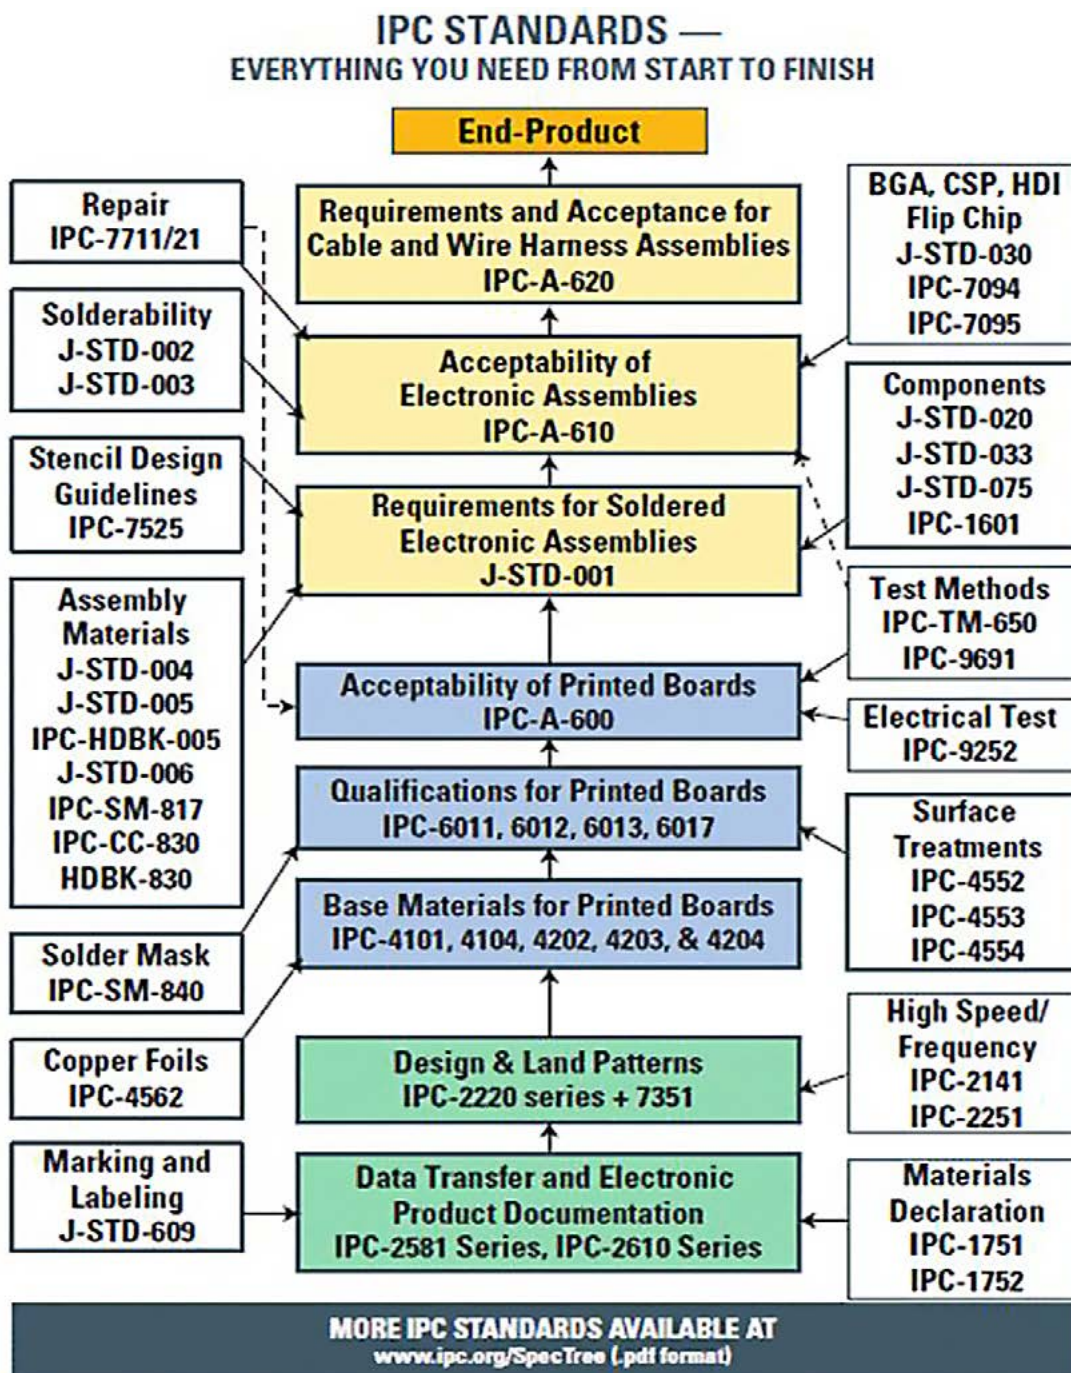 IPC STANDARDS —
EVERYTHING YOU NEED FROM START TO FINISH
End-Product
Requirements and Acceptance for
Cable and Wire Harness Assemblies
IPC-A-620
Acceptability of
Electronic Assemblies
IPC-A-610
Requirements for Soldered
Electronic Assemblies
J-STD-001
Acceptability of Printed Boards
IPC-A-600
Qualifications for Printed Boards
IPC-6011, 6012, 6013, 6017
Base Materials for Printed Boards
IPC-4101, 4104, 4202, 4203, & 4204
Design & Land Patterns
IPC-2220 series + 7351
Data Transfer and Electronic
Product Documentation
IPC-2581 Series, IPC-2610 Series
Repair
IPC-7711/21
Solderability
J-STD-002
J-STD-003
Stencil Design
Guidelines
IPC-7525
Assembly
Materials
J-STD-004
J-STD-005
IPC-HDBK-005
J-STD-006
IPC-SM-817
IPC-CC-830
HDBK-830
Solder Mask
IPC-SM-840
Copper Foils
IPC-4562
Marking and
Labeling
J-STD-609
BGA, CSP, HDI
Flip Chip
J-STD-030
IPC-7094
IPC-7095
Components
J-STD-020
J-STD-033
J-STD-075
IPC-1601
Test Methods
IPC-TM-650
IPC-9691
Electrical Test
IPC-9252
Surface
Treatments
IPC-4552
IPC-4553
IPC-4554
High Speed/
Frequency
IPC-2141
IPC-2251
Materials
Declaration
IPC-1751
IPC-1752
MORE IPC STANDARDS AVAILABLE AT
www.ipc.org/SpecTree (.pdf format)